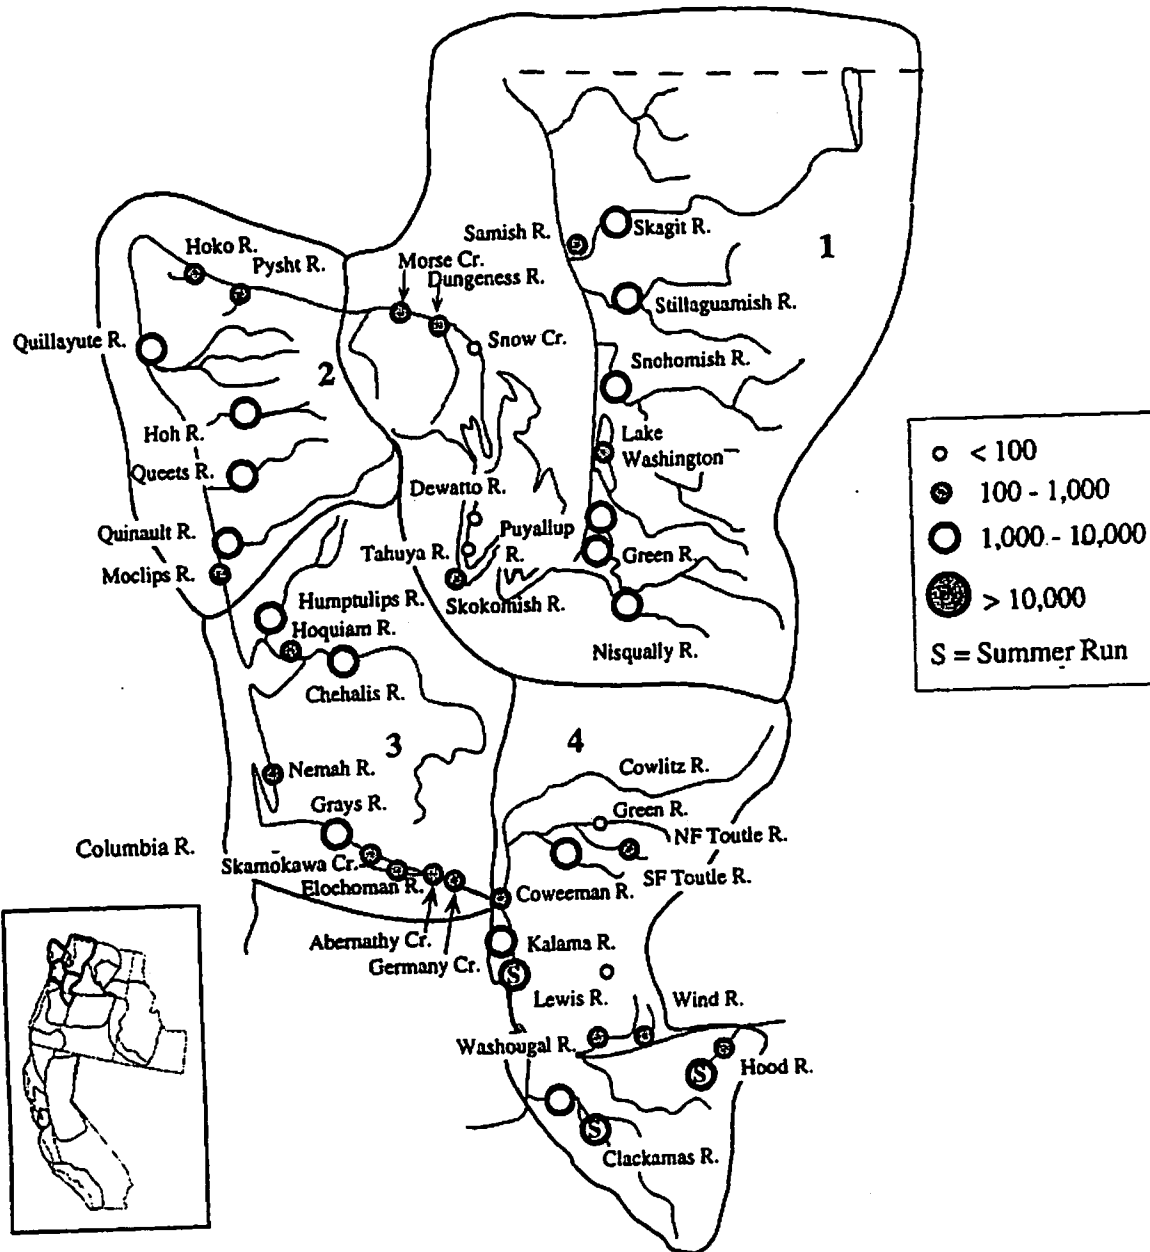 Samish R.
Skagit R.
1
Hoko R.
Pysht R.
Morse Cr.
Dungeness R.
Stillaguamish R.
Quillayute R.
Snow Cr.
Snohomish R.
2
Hoh R.
Lake
Washington
Queets R.
Dewatto R.
Quinault R.
Tahuya R.
Puyallup
R.
Green R.
Moclips R.
Skokomish R.
Humptulips R.
Hoquiam R.
Nisqually R.
Chehalis R.
3
4
Nemah R.
Cowlitz R.
Grays R.
Green R.
NF Toutle R.
Columbia R.
Skamokawa Cr.
SF Toutle R.
Elochoman R.
Coweeman R.
Abernathy Cr.
Kalama R.
Germany Cr.
S
Lewis R.
Wind R.
Washougal R.
Hood R.
S
S
Clackamas R.
< 100
100 - 1,000
1,000 - 10,000
> 10,000
S = Summer Run